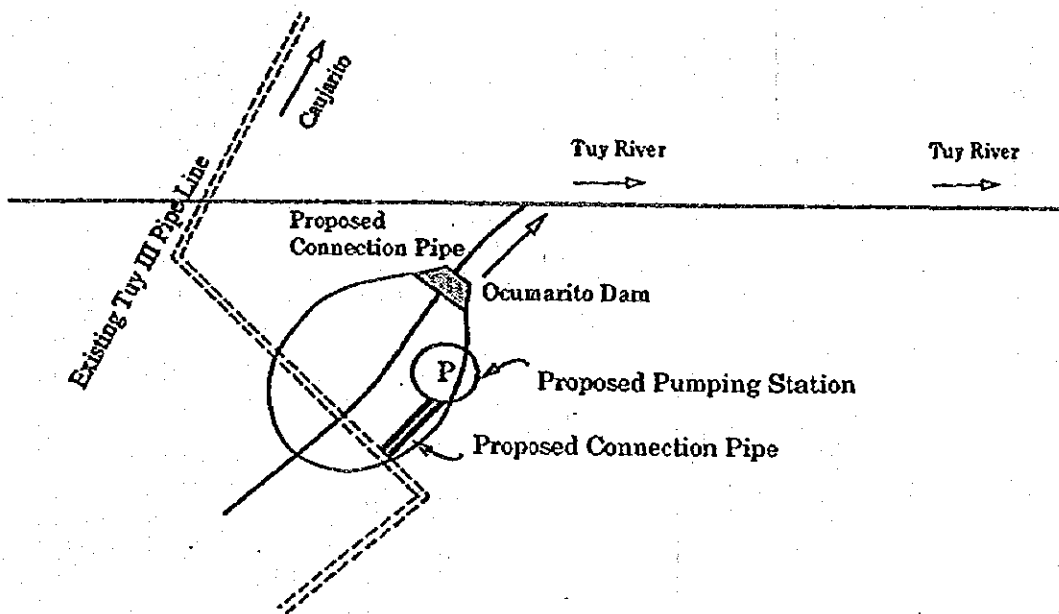 Caujarito
Tuy River
Tuy River
Existing Tuy III Pipe Line
Proposed
Connection Pipe
Ocumarito Dam
P
Proposed Pumping Station
Proposed Connection Pipe